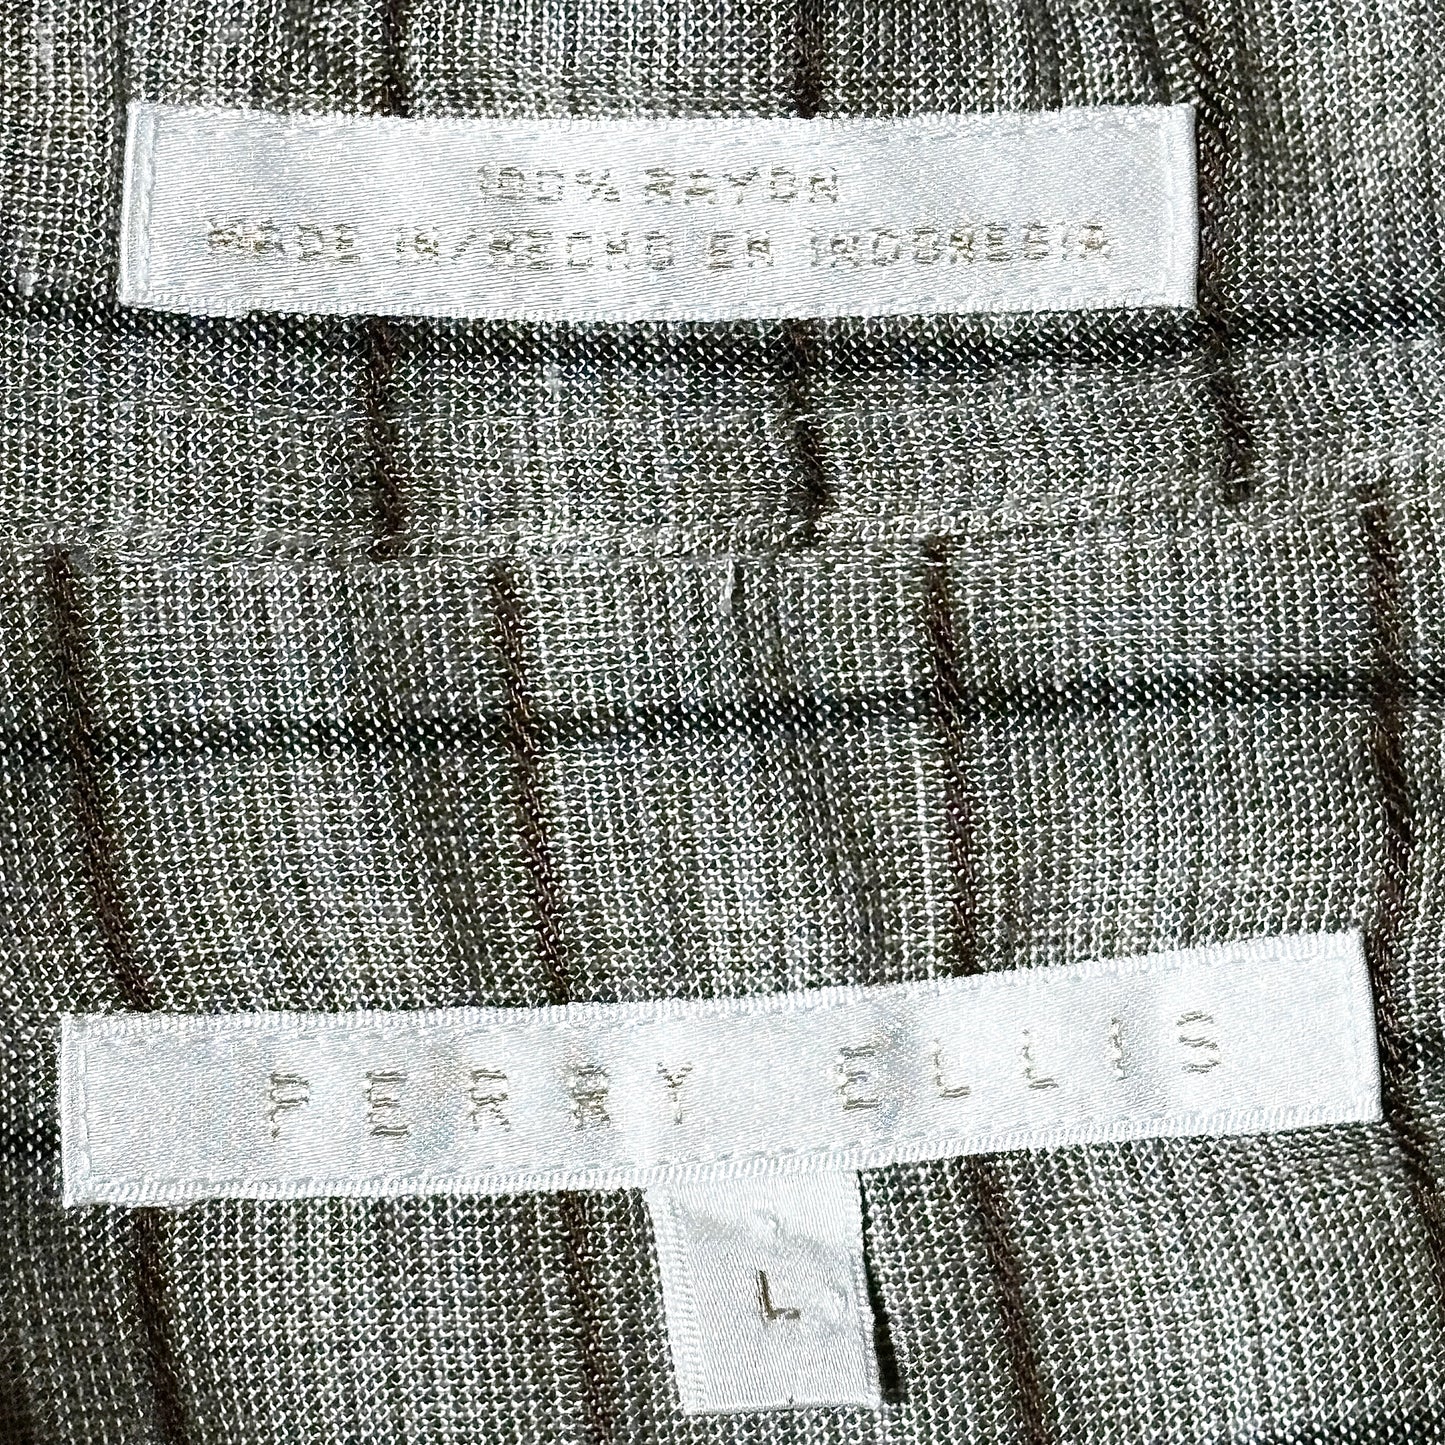 100% RAYON
MADE IN/HECHO EN INDONESIA
PERRY ELLIS
L